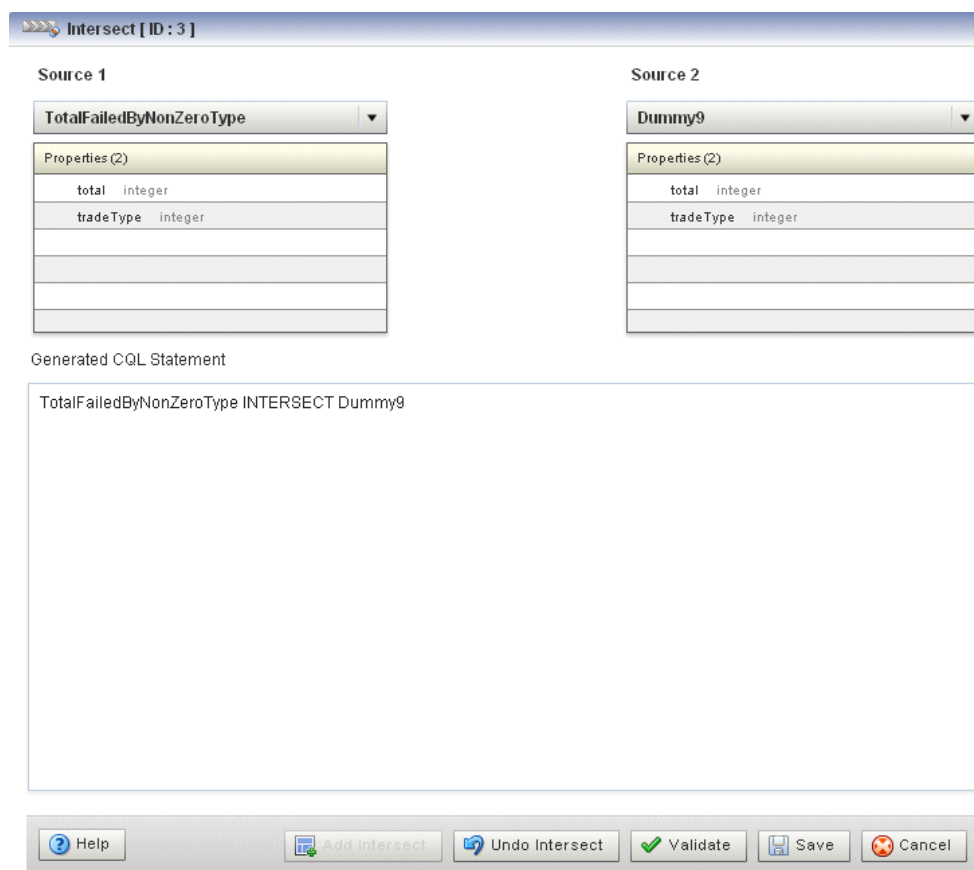 Intersect [ ID : 3 ]
Source 1
Source 2
TotalFailedByNonZeroType
Dummy9
Properties (2)
Properties (2)
total integer
total integer
tradeType integer
tradeType integer
Generated CQL Statement
TotalFailedByNonZeroType INTERSECT Dummy9
Help
Add Intersect
Undo Intersect
Validate
Save
Cancel